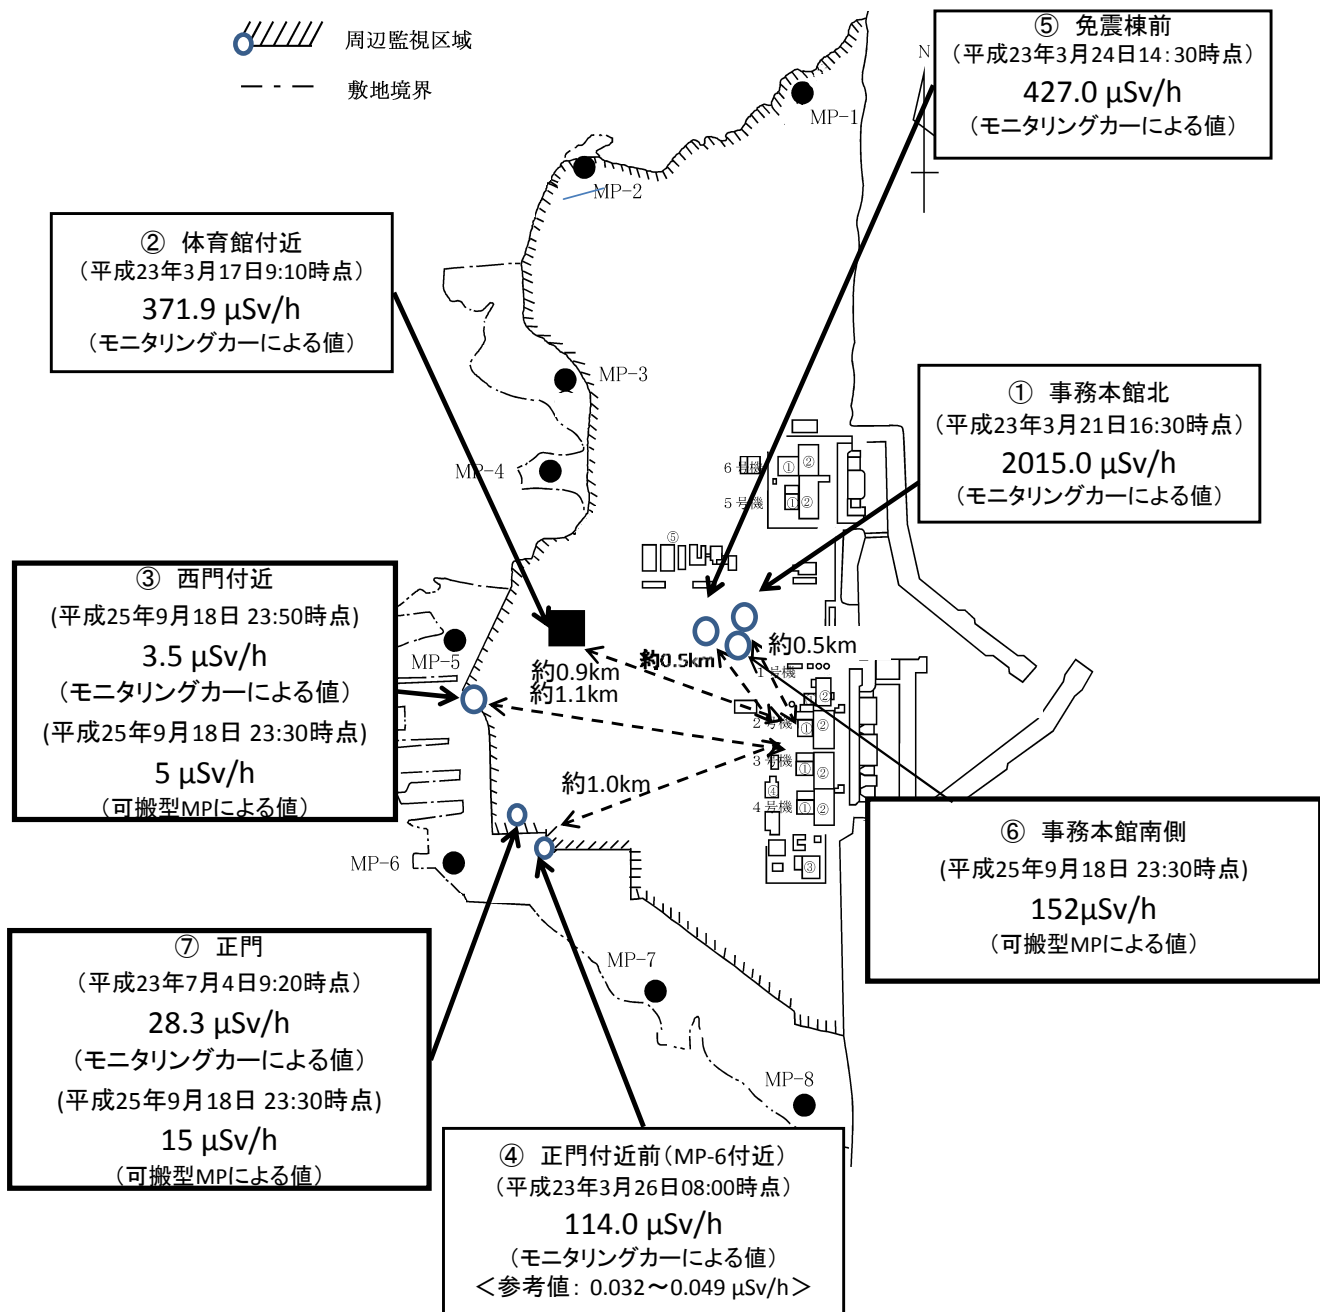 周辺監視区域
敷地境界
⑤ 免震棟前
(平成23年3月24日14:30時点)
427.0 μSv/h
(モニタリングカーによる値)
N
MP-1
MP-2
② 体育館付近
(平成23年3月17日9:10時点)
371.9 μSv/h
(モニタリングカーによる値)
MP-3
① 事務本館北
(平成23年3月21日16:30時点)
2015.0 μSv/h
(モニタリングカーによる値)
MP-4
6号機
①
②
5号機
①
②
⑤
③ 西門付近
(平成25年9月18日 23:50時点)
3.5 μSv/h
(モニタリングカーによる値)
(平成25年9月18日 23:30時点)
5 μSv/h
(可搬型MPによる値)
MP-5
約0.9km
約1.1km
約0.5km
約0.5km
1号機
②
2号機
①
②
3号機
①
②
④
4号機
①
②
③
約1.0km
MP-6
⑥ 事務本館南側
(平成25年9月18日 23:30時点)
152μSv/h
(可搬型MPによる値)
⑦ 正門
(平成23年7月4日9:20時点)
28.3 μSv/h
(モニタリングカーによる値)
(平成25年9月18日 23:30時点)
15 μSv/h
(可搬型MPによる値)
MP-7
MP-8
④ 正門付近前(MP-6付近)
(平成23年3月26日08:00時点)
114.0 μSv/h
(モニタリングカーによる値)
<参考値: 0.032～0.049 μSv/h>